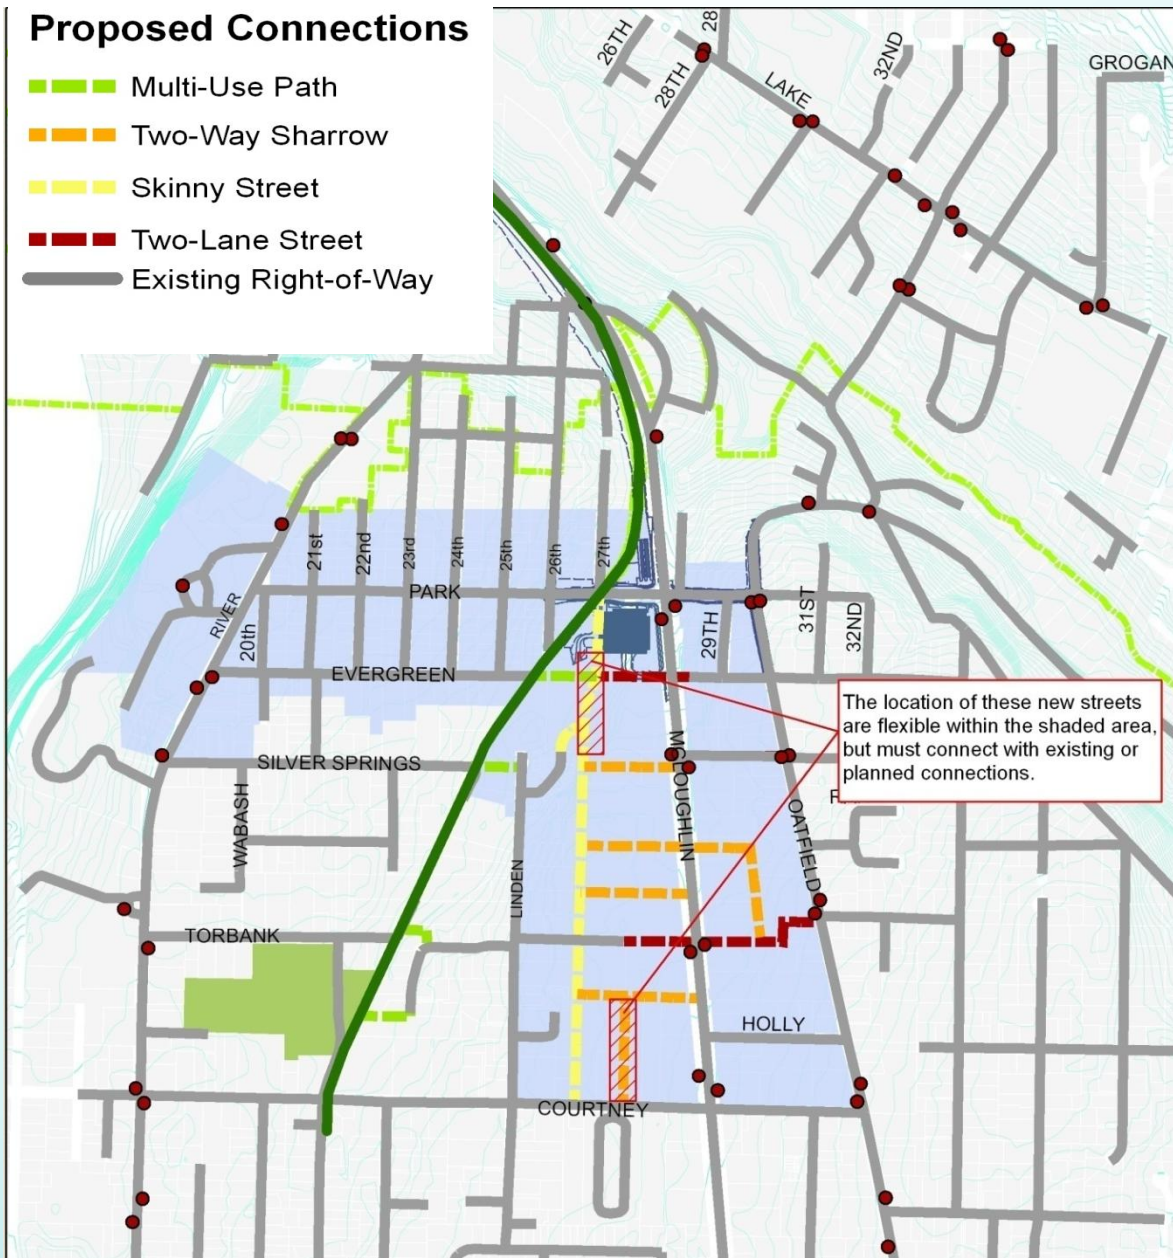 Proposed Connections
Multi-Use Path
Two-Way Sharrow
Skinny Street
Two-Lane Street
Existing Right-of-Way
26TH
28
28TH
LAKE
32ND
GROGAN
21st
22nd
23rd
24th
25th
26th
27th
PARK
RIVER
20th
29TH
31ST
32ND
EVERGREEN
The location of these new streets
are flexible within the shaded area,
but must connect with existing or
planned connections.
SILVER SPRINGS
MCLOUGHLIN
OATFIELD
WABASH
LINDEN
TORBANK
HOLLY
COURTNEY